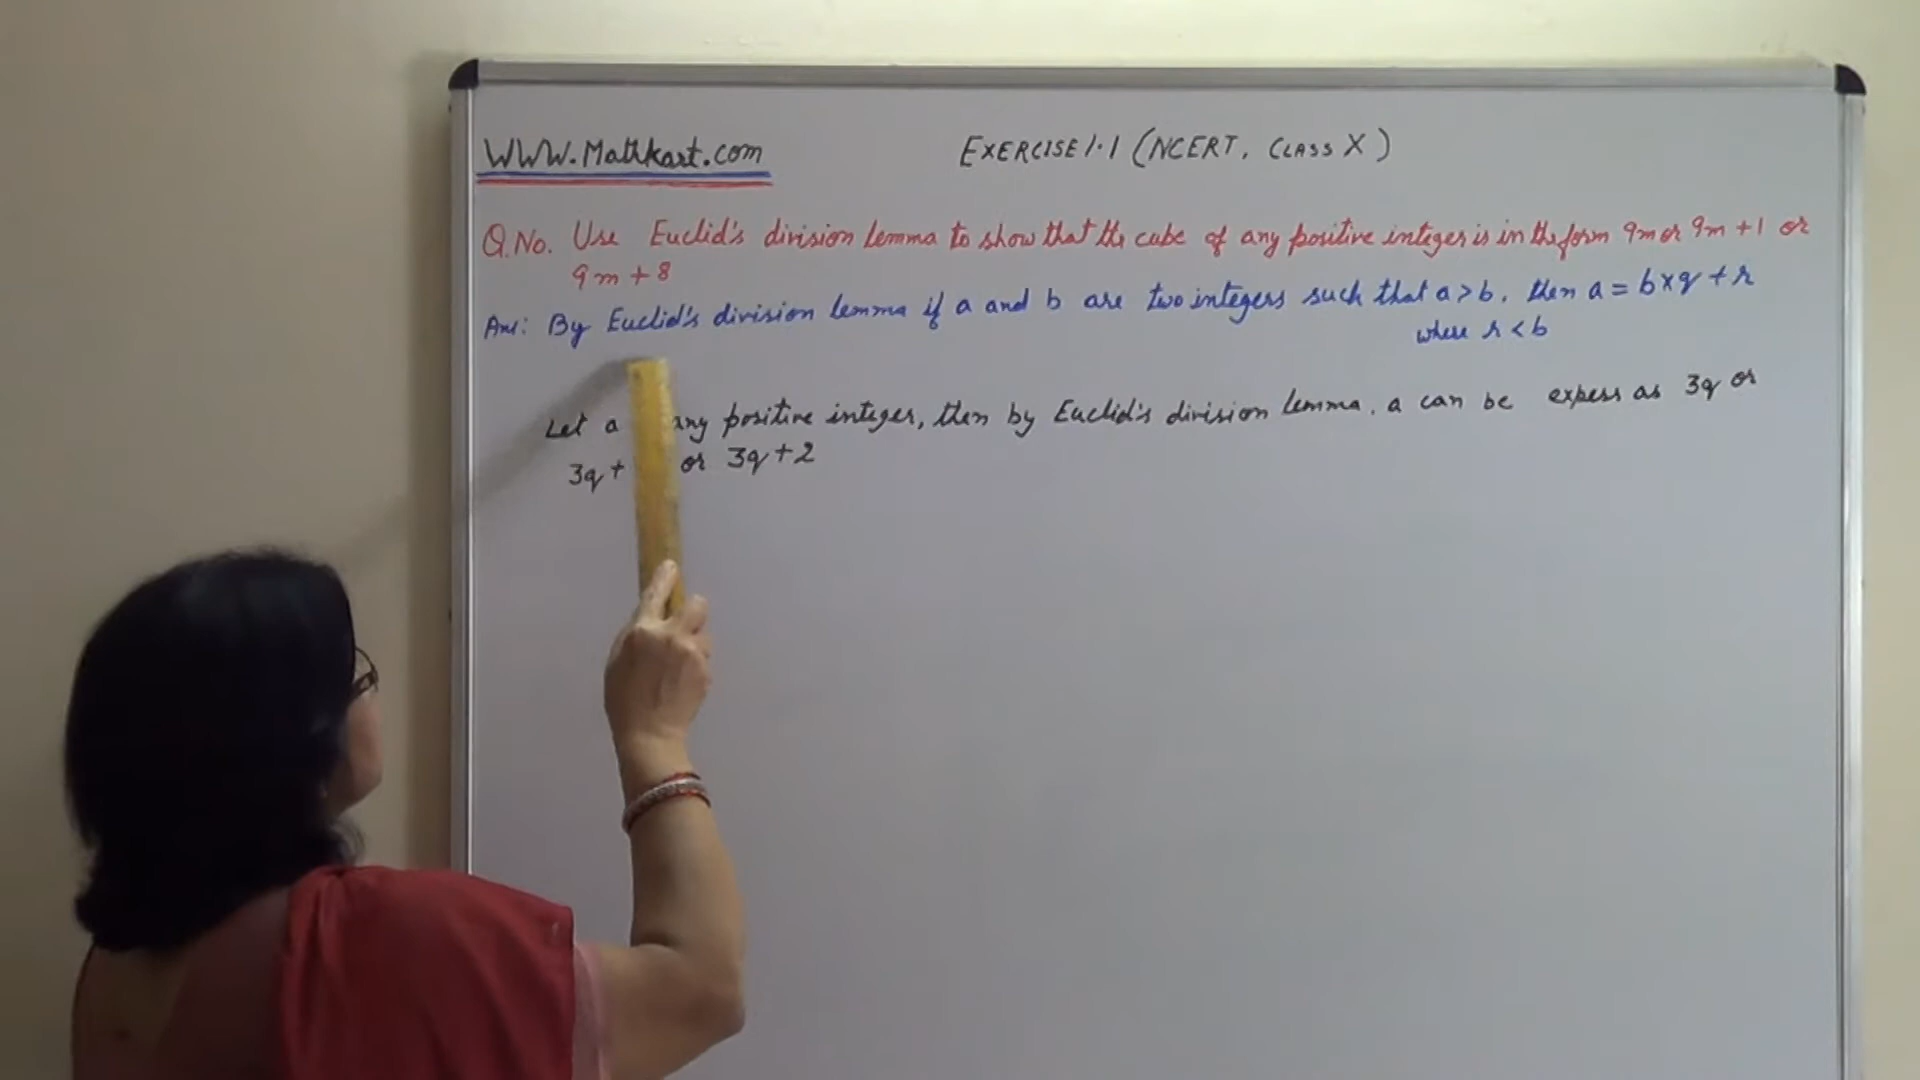 WWW.Mathkart.com
EXERCISE 1.1 (NCERT, CLASS X)
Q.No. Use Euclid's division lemma to show that the cube of any positive integer is in the form 9m or 9m + 1 or
9m + 8
Ans: By Euclid's division lemma if a and b are two integers such that a > b, then a = b × q + r
where r < b
Let a any positive integer, then by Euclid's division lemma, a can be expess as 3q or
3q + or 3q + 2